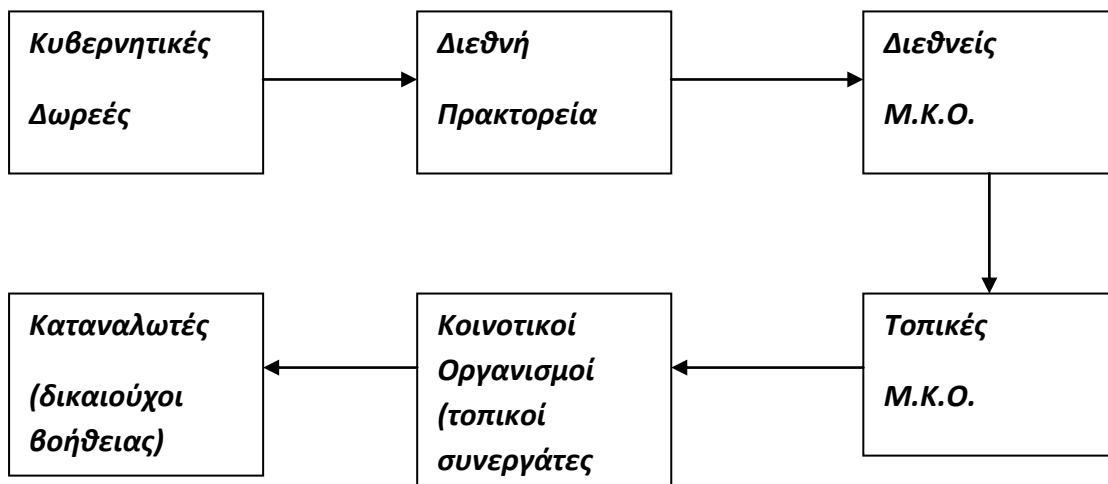 Κυβερνητικές
Δωρεές
Διεθνή
Πρακτορεία
Διεθνείς
Μ.Κ.Ο.
Τοπικές
Μ.Κ.Ο.
Κοινοτικοί
Οργανισμοί
(τοπικοί
συνεργάτες
Καταναλωτές
(δικαιούχοι
βοήθειας)